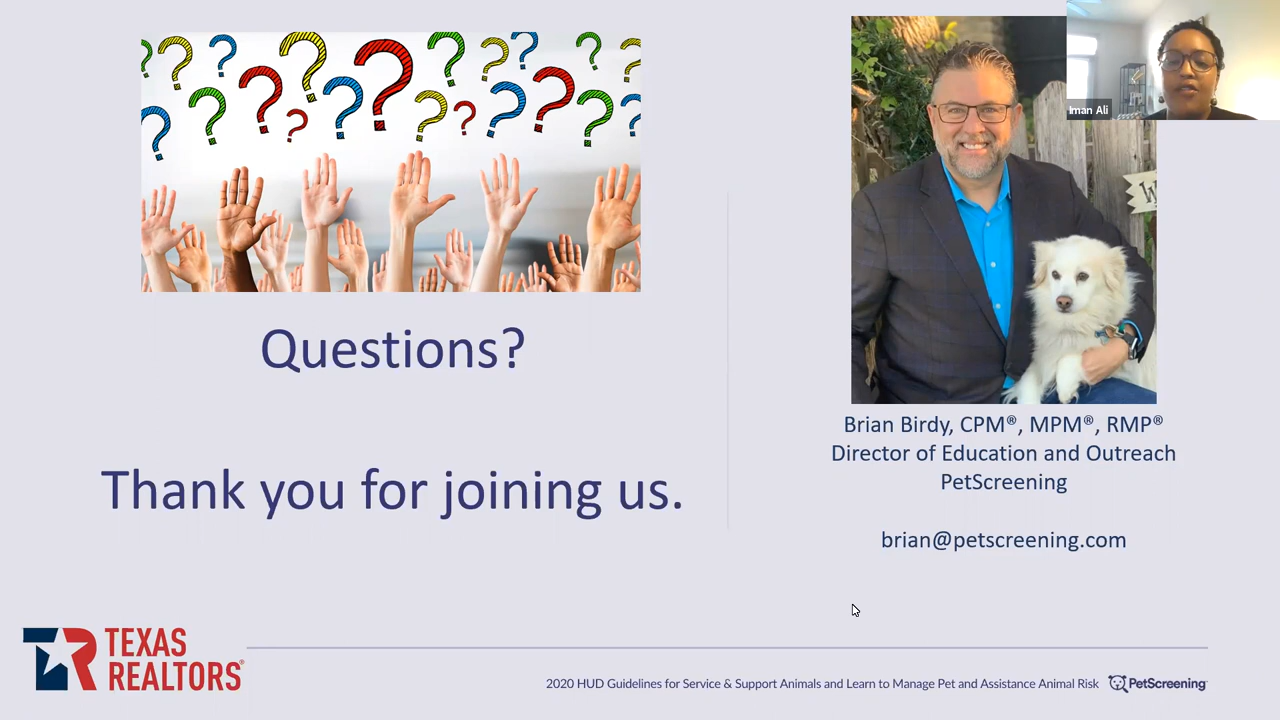 Iman Ali
Questions?
Thank you for joining us.
Brian Birdy, CPM®, MPM®, RMP®
Director of Education and Outreach
PetScreening
brian@petscreening.com
TEXAS
REALTORS®
2020 HUD Guidelines for Service & Support Animals and Learn to Manage Pet and Assistance Animal Risk
PetScreening